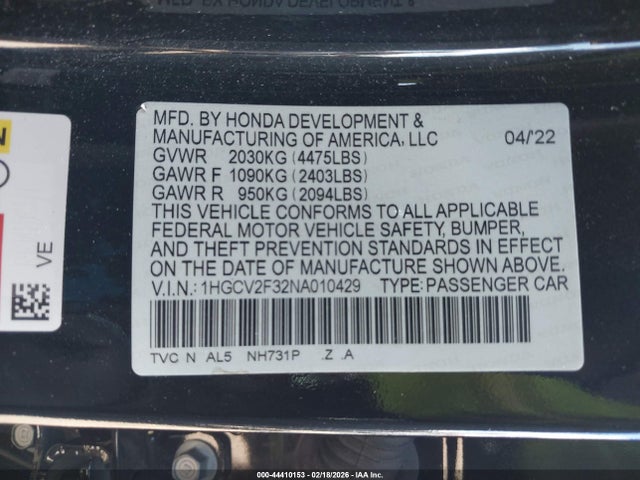 MFD. BY HONDA DEVELOPMENT &
MANUFACTURING OF AMERICA, LLC 04/22
GVWR 2030KG (4475LBS)
GAWR F 1090KG (2403LBS)
GAWR R 950KG (2094LBS)
THIS VEHICLE CONFORMS TO ALL APPLICABLE
FEDERAL MOTOR VEHICLE SAFETY, BUMPER,
AND THEFT PREVENTION STANDARDS IN EFFECT
ON THE DATE OF MANUFACTURE SHOWN ABOVE.
V.I.N.: 1HGCV2F32NA010429 TYPE: PASSENGER CAR
TVC N AL5 NH731P .Z .A
VE
000-44410153 - 02/18/2026 - IAA Inc.